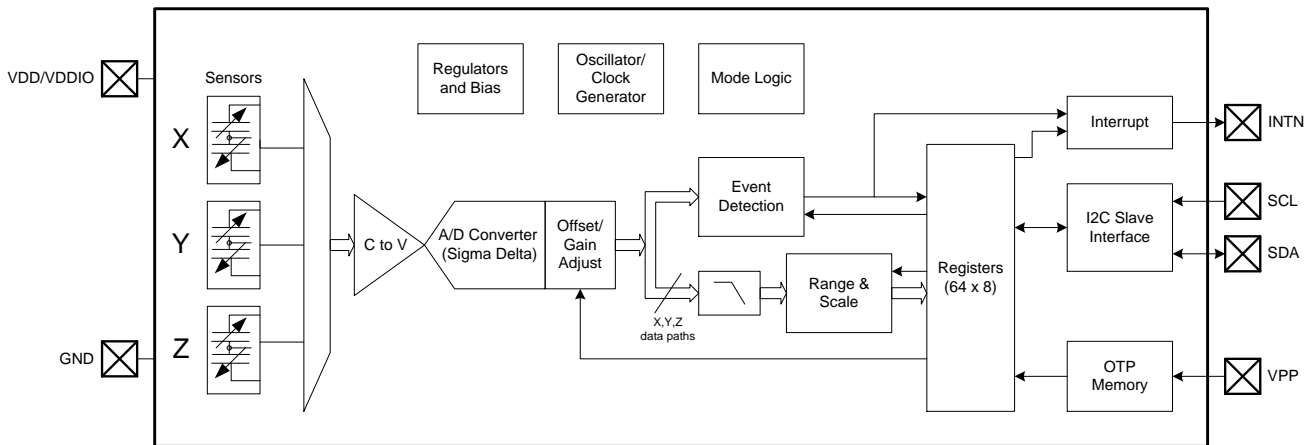 VDD/VDDIO
GND
Sensors
X
Y
Z
Regulators
and Bias
Oscillator/
Clock
Generator
Mode Logic
C to V
A/D Converter
(Sigma Delta)
Offset/
Gain
Adjust
Event
Detection
X,Y,Z
data paths
Range &
Scale
Registers
(64 x 8)
Interrupt
I2C Slave
Interface
OTP
Memory
INTN
SCL
SDA
VPP